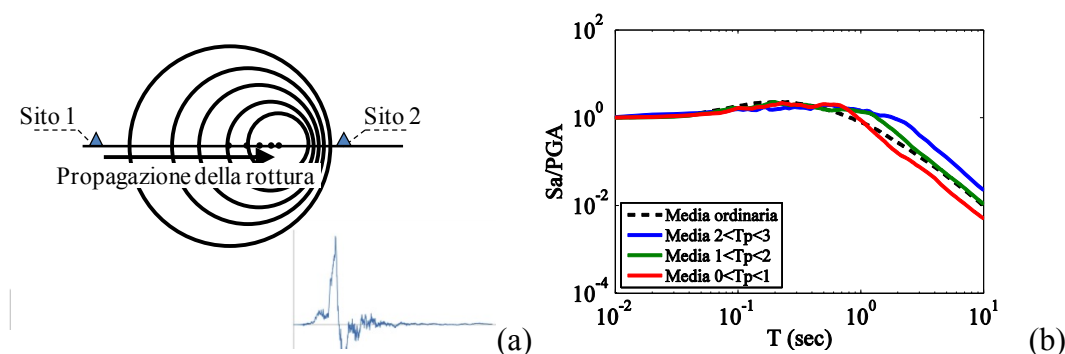 Sito 1
Sito 2
Propagazione della rottura
(a)
Sa/PGA
10^2
10^0
10^-2
10^-4
Media ordinaria
Media 2<Tp<3
Media 1<Tp<2
Media 0<Tp<1
10^-2
10^-1
10^0
10^1
T (sec)
(b)